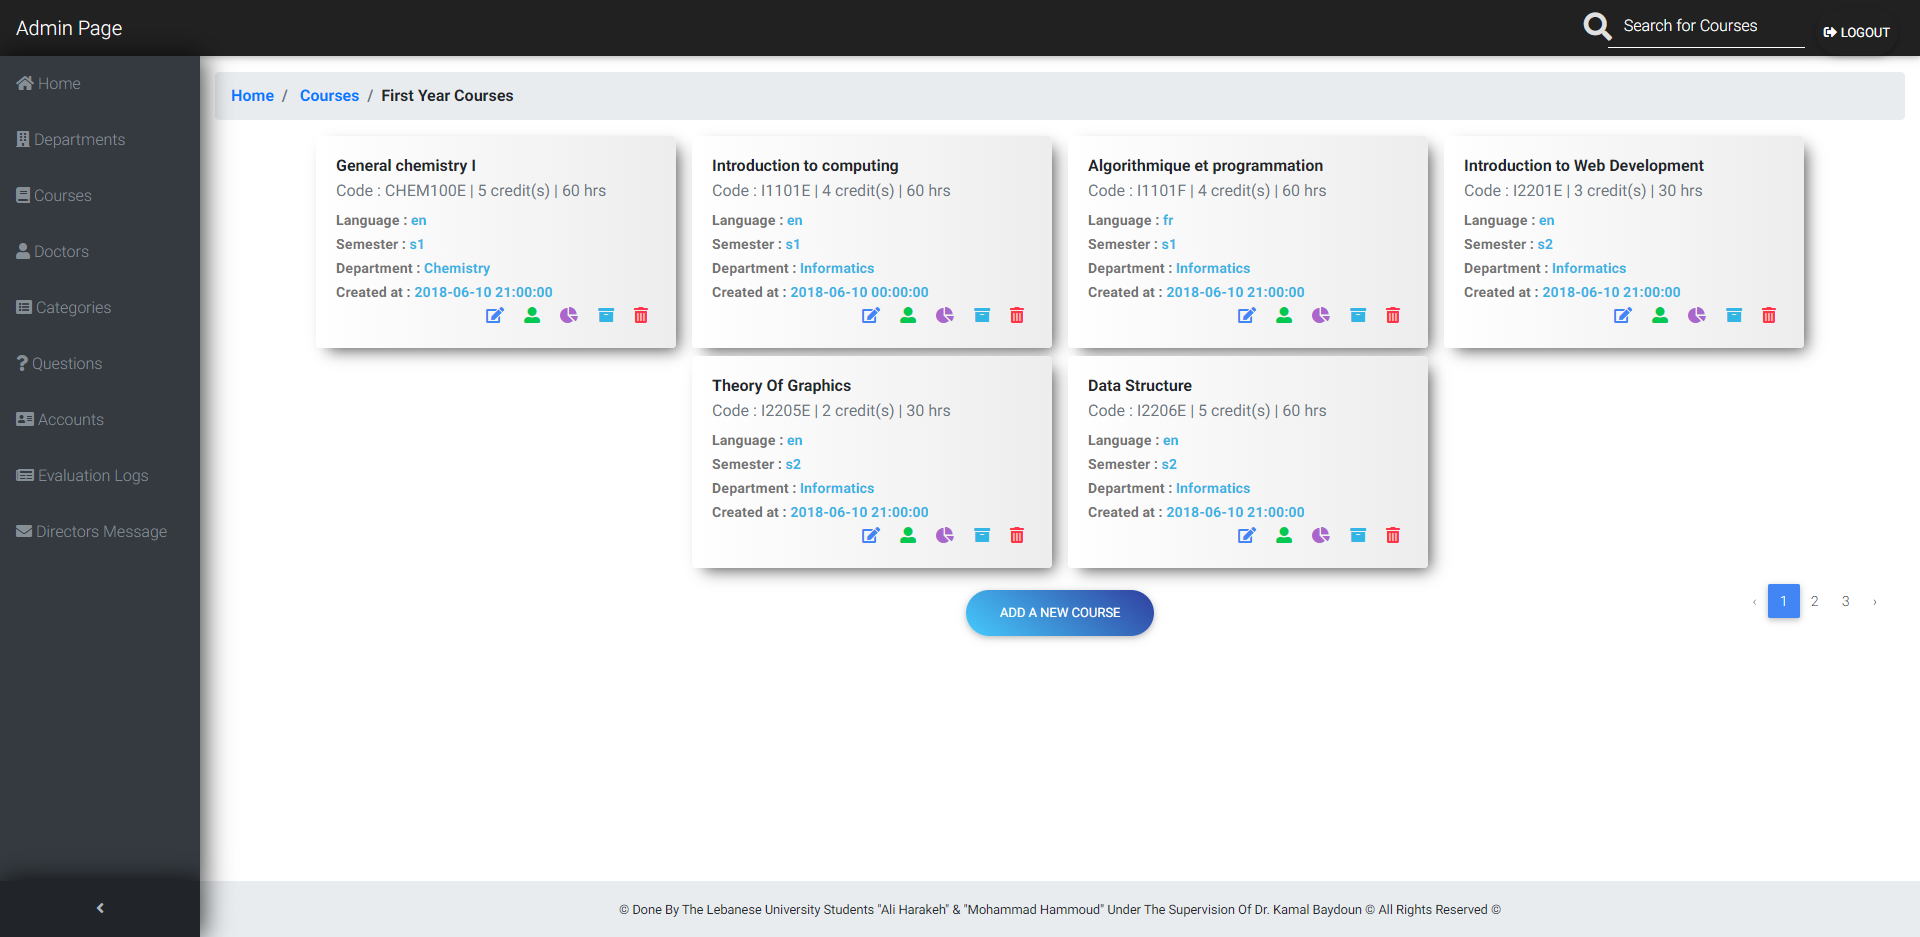 Admin Page
Search for Courses
LOGOUT
Home
Departments
Courses
Doctors
Categories
Questions
Accounts
Evaluation Logs
Directors Message
Home / Courses / First Year Courses
General chemistry I
Code : CHEM100E | 5 credit(s) | 60 hrs
Language : en
Semester : s1
Department : Chemistry
Created at : 2018-06-10 21:00:00
Introduction to computing
Code : I1101E | 4 credit(s) | 60 hrs
Language : en
Semester : s1
Department : Informatics
Created at : 2018-06-10 00:00:00
Algorithmique et programmation
Code : I1101F | 4 credit(s) | 60 hrs
Language : fr
Semester : s1
Department : Informatics
Created at : 2018-06-10 21:00:00
Introduction to Web Development
Code : I2201E | 3 credit(s) | 30 hrs
Language : en
Semester : s2
Department : Informatics
Created at : 2018-06-10 21:00:00
Theory Of Graphics
Code : I2205E | 2 credit(s) | 30 hrs
Language : en
Semester : s2
Department : Informatics
Created at : 2018-06-10 21:00:00
Data Structure
Code : I2206E | 5 credit(s) | 60 hrs
Language : en
Semester : s2
Department : Informatics
Created at : 2018-06-10 21:00:00
ADD A NEW COURSE
‹ 1 2 3 ›
© Done By The Lebanese University Students "Ali Harakeh" & "Mohammad Hammoud" Under The Supervision Of Dr. Kamal Baydoun © All Rights Reserved ©